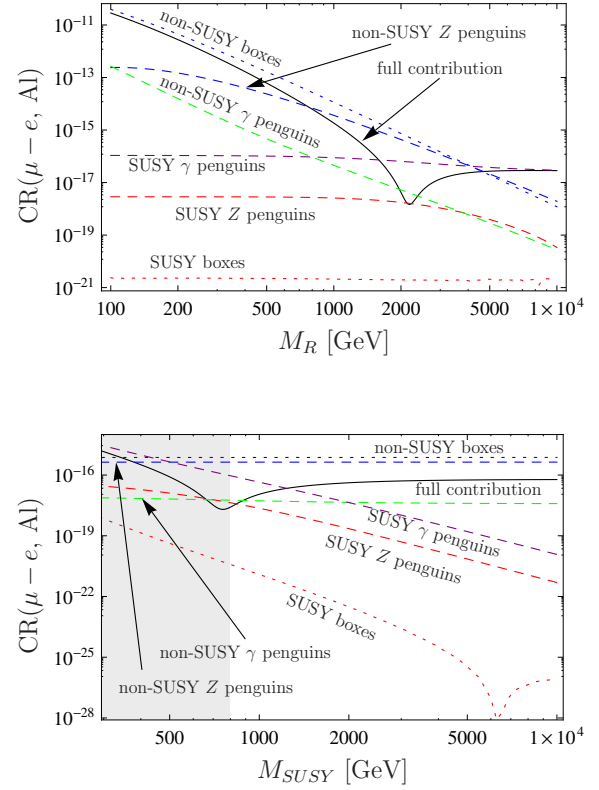 non-SUSY boxes
non-SUSY Z penguins
full contribution
non-SUSY γ penguins
SUSY γ penguins
SUSY Z penguins
SUSY boxes
CR(μ − e, Al)
10⁻¹¹
10⁻¹³
10⁻¹⁵
10⁻¹⁷
10⁻¹⁹
10⁻²¹
100 200 500 1000 2000 5000 1×10⁴
M_R [GeV]
non-SUSY boxes
full contribution
SUSY γ penguins
SUSY Z penguins
SUSY boxes
non-SUSY γ penguins
non-SUSY Z penguins
CR(μ − e, Al)
10⁻¹⁶
10⁻¹⁹
10⁻²²
10⁻²⁵
10⁻²⁸
500 1000 2000 5000 1×10⁴
M_SUSY [GeV]